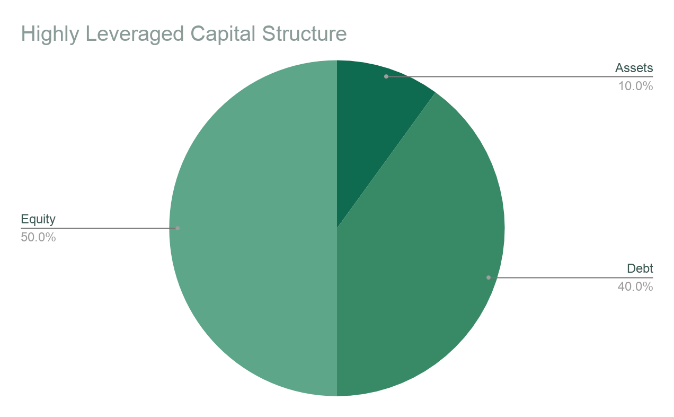 Highly Leveraged Capital Structure
Assets
10.0%
Equity
50.0%
Debt
40.0%